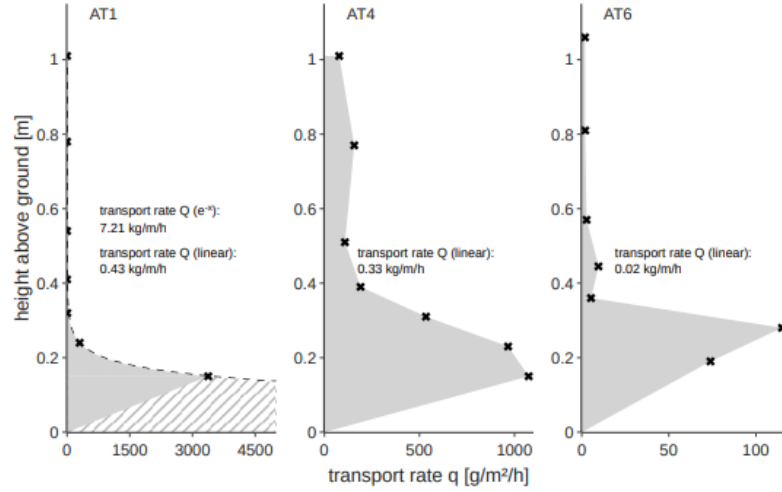 AT1
AT4
AT6
height above ground [m]
1
0.8
0.6
0.4
0.2
0
transport rate Q (e⁻ˣ):
7.21 kg/m/h
transport rate Q (linear):
0.43 kg/m/h
0 1500 3000 4500
1
0.8
0.6
0.4
0.2
0
transport rate Q (linear):
0.33 kg/m/h
0 500 1000
1
0.8
0.6
0.4
0.2
0
transport rate Q (linear):
0.02 kg/m/h
0 50 100
transport rate q [g/m²/h]